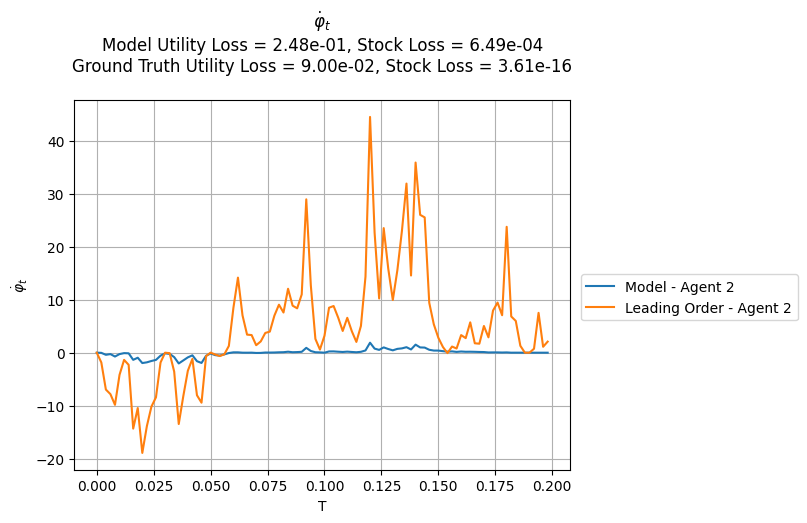 φ̇ₜ
Model Utility Loss = 2.48e-01, Stock Loss = 6.49e-04
Ground Truth Utility Loss = 9.00e-02, Stock Loss = 3.61e-16
40
30
20
10
0
−10
−20
φ̇ₜ
0.000 0.025 0.050 0.075 0.100 0.125 0.150 0.175 0.200
T
Model - Agent 2
Leading Order - Agent 2